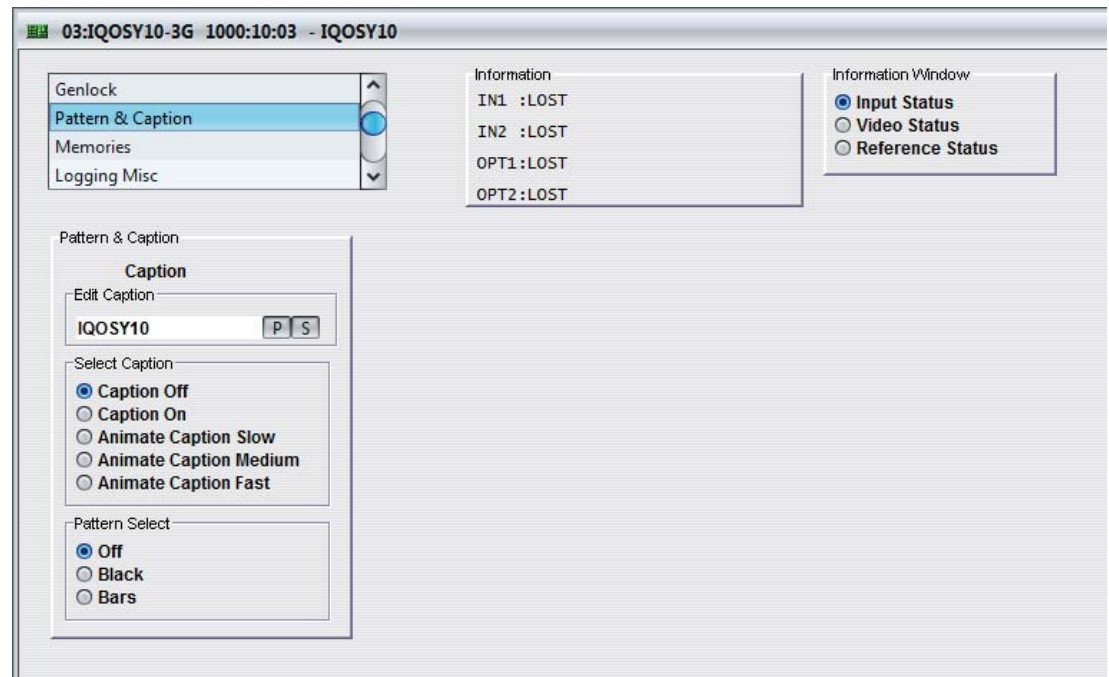 03:IQOSY10-3G 1000:10:03 - IQOSY10
Genlock
Pattern & Caption
Memories
Logging Misc
Information
IN1 :LOST
IN2 :LOST
OPT1:LOST
OPT2:LOST
Information Window
Input Status
Video Status
Reference Status
Pattern & Caption
Caption
Edit Caption
IQOSY10 P S
Select Caption
Caption Off
Caption On
Animate Caption Slow
Animate Caption Medium
Animate Caption Fast
Pattern Select
Off
Black
Bars